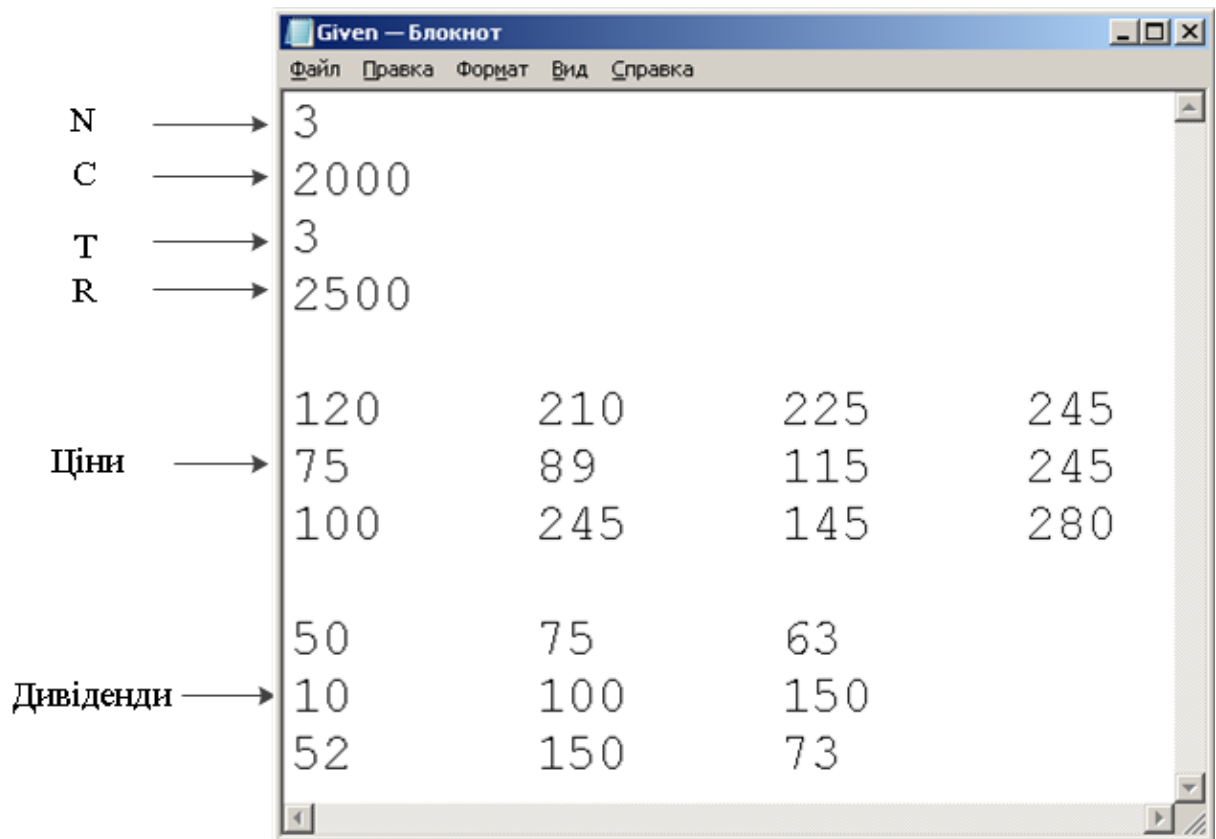 Given — Блокнот
Файл Правка Формат Вид Справка
N 3
C 2000
T 3
R 2500
120 210 225 245
Ціни 75 89 115 245
100 245 145 280
50 75 63
Дивіденди 10 100 150
52 150 73